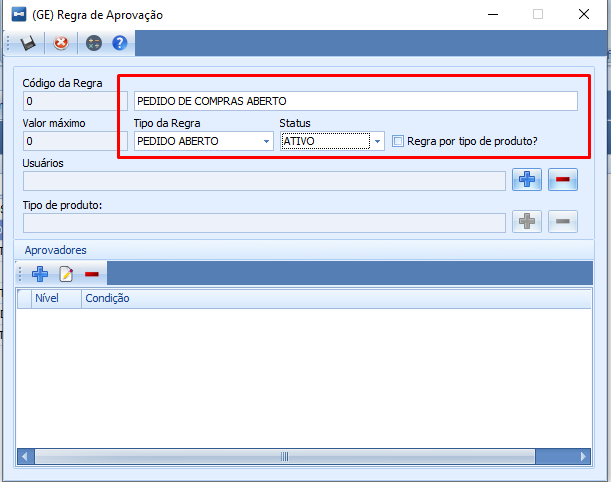 (GE) Regra de Aprovação
Código da Regra
0
PEDIDO DE COMPRAS ABERTO
Valor máximo
Tipo da Regra
Status
0
PEDIDO ABERTO
ATIVO
Regra por tipo de produto?
Usuários
Tipo de produto:
Aprovadores
Nível
Condição